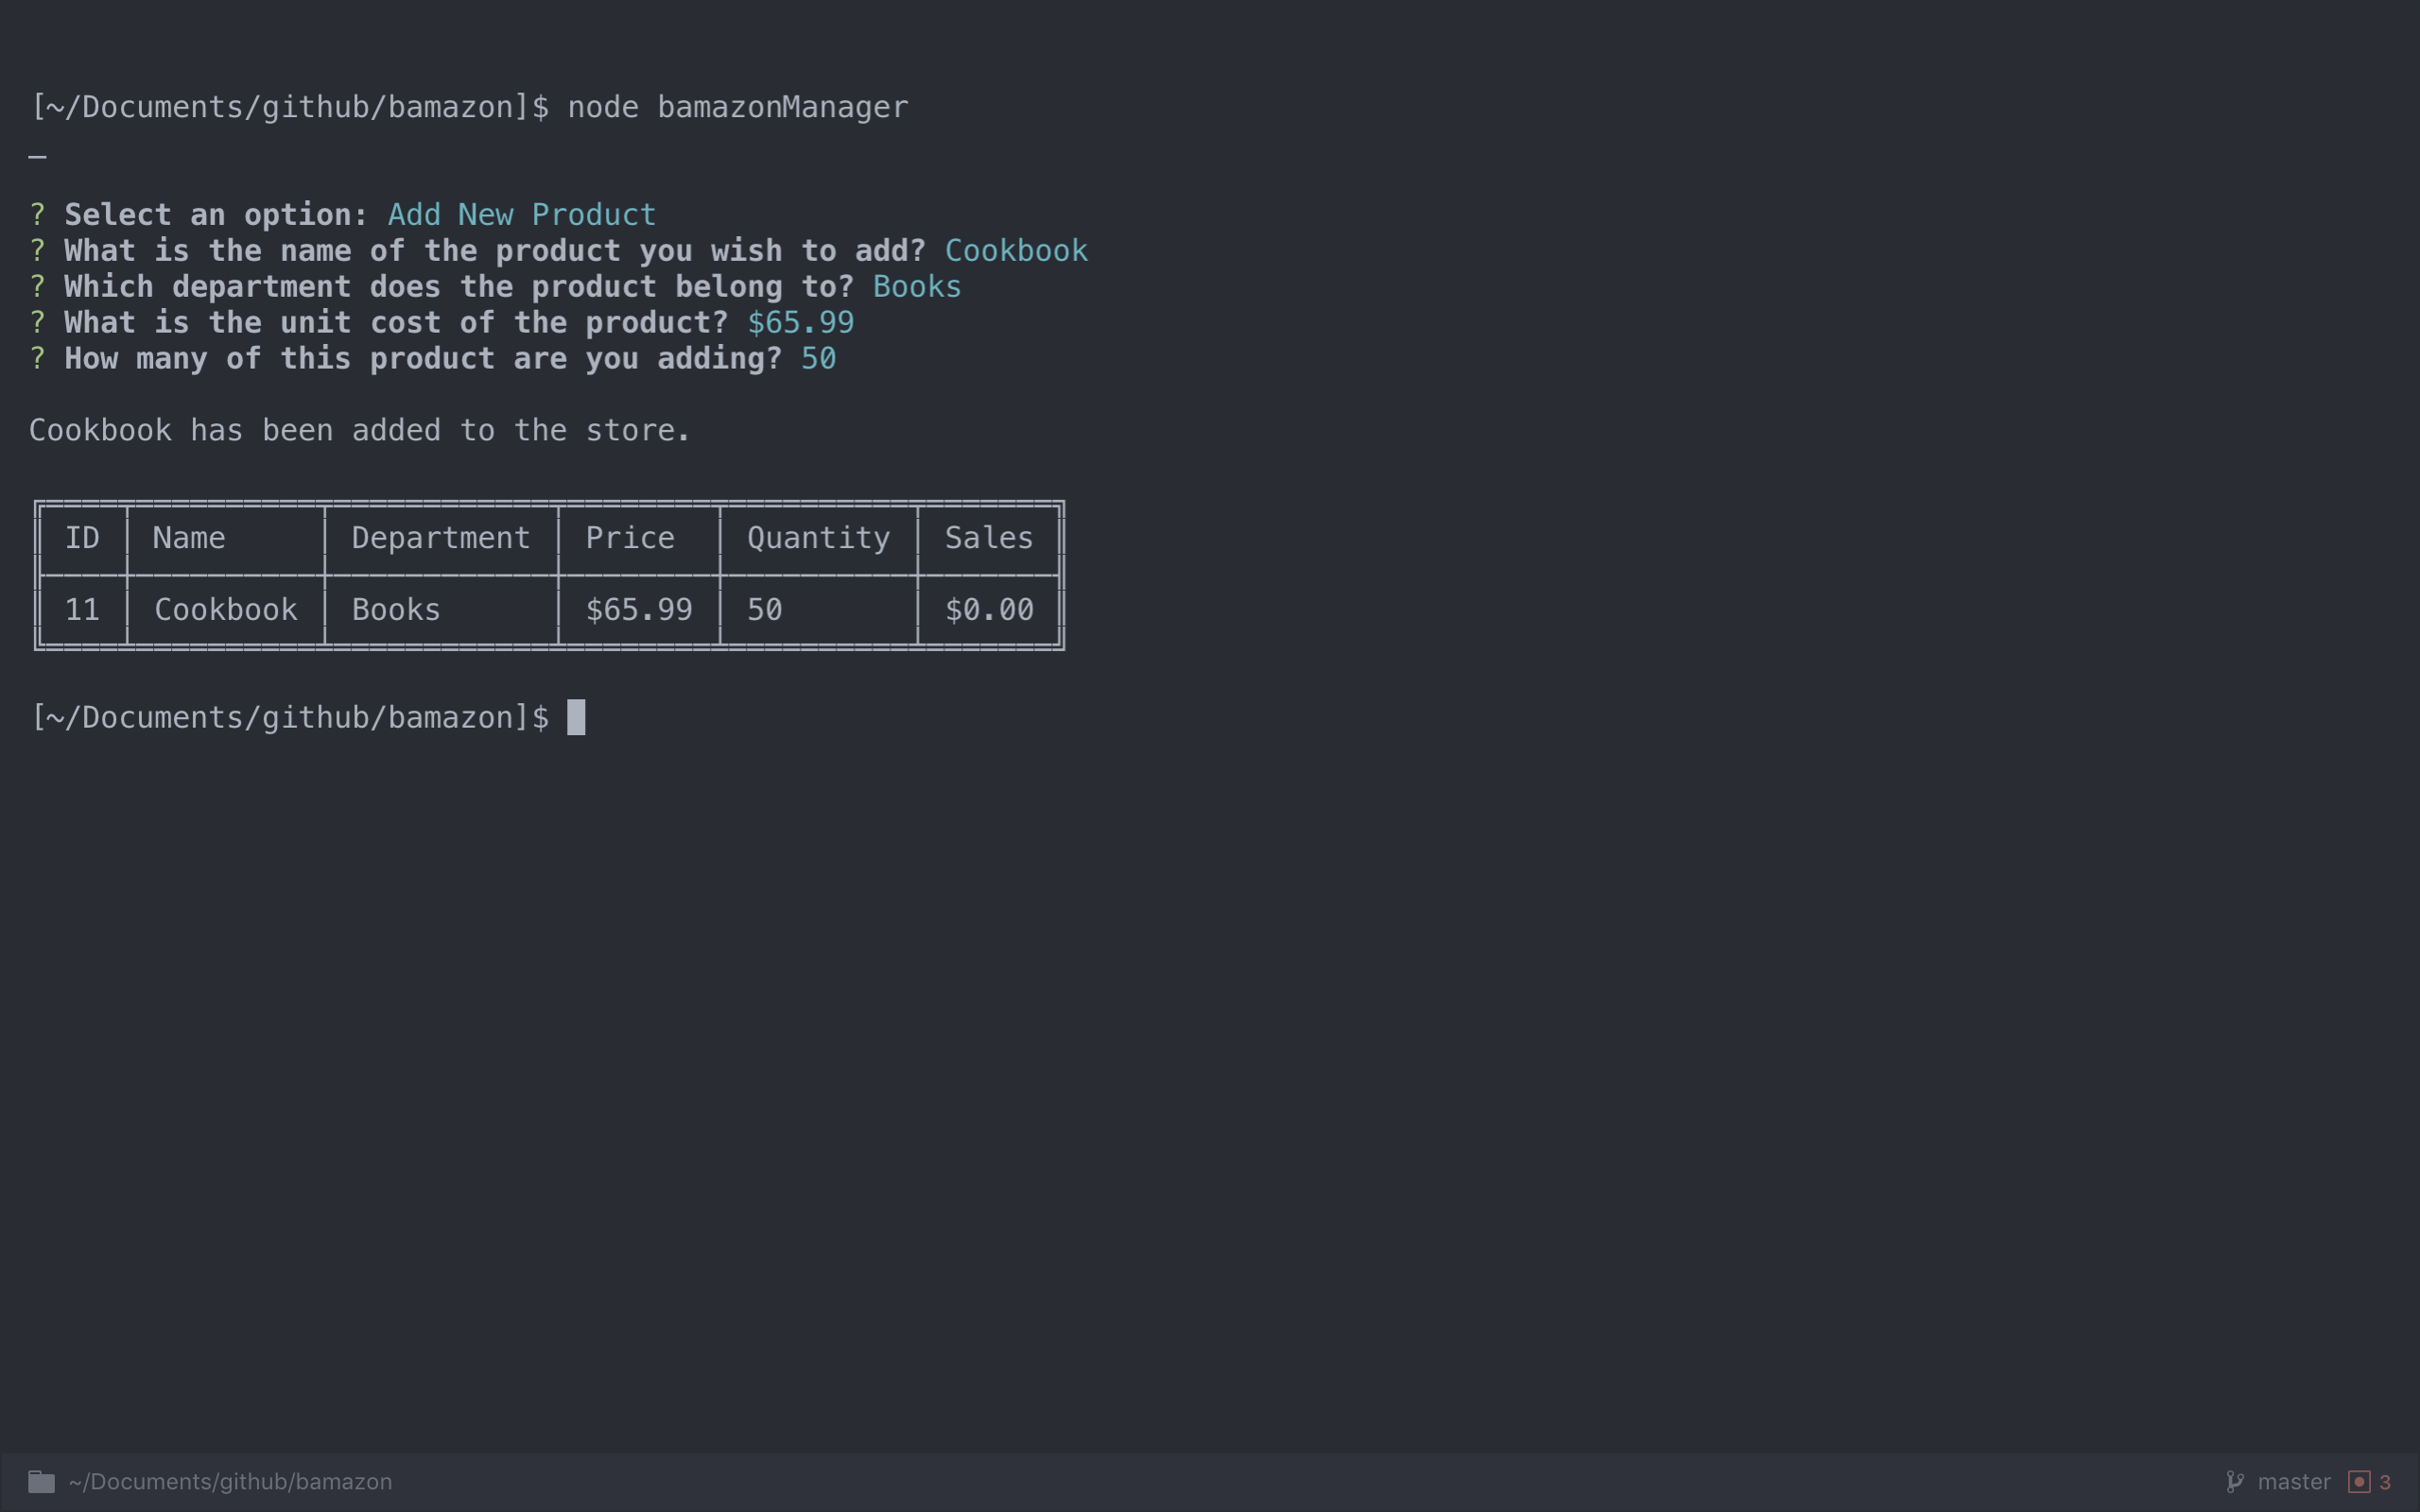 [~/Documents/github/bamazon]$ node bamazonManager
_
? Select an option: Add New Product
? What is the name of the product you wish to add? Cookbook
? Which department does the product belong to? Books
? What is the unit cost of the product? $65.99
? How many of this product are you adding? 50
Cookbook has been added to the store.
ID Name Department Price Quantity Sales
11 Cookbook Books $65.99 50 $0.00
[~/Documents/github/bamazon]$
~/Documents/github/bamazon master 3